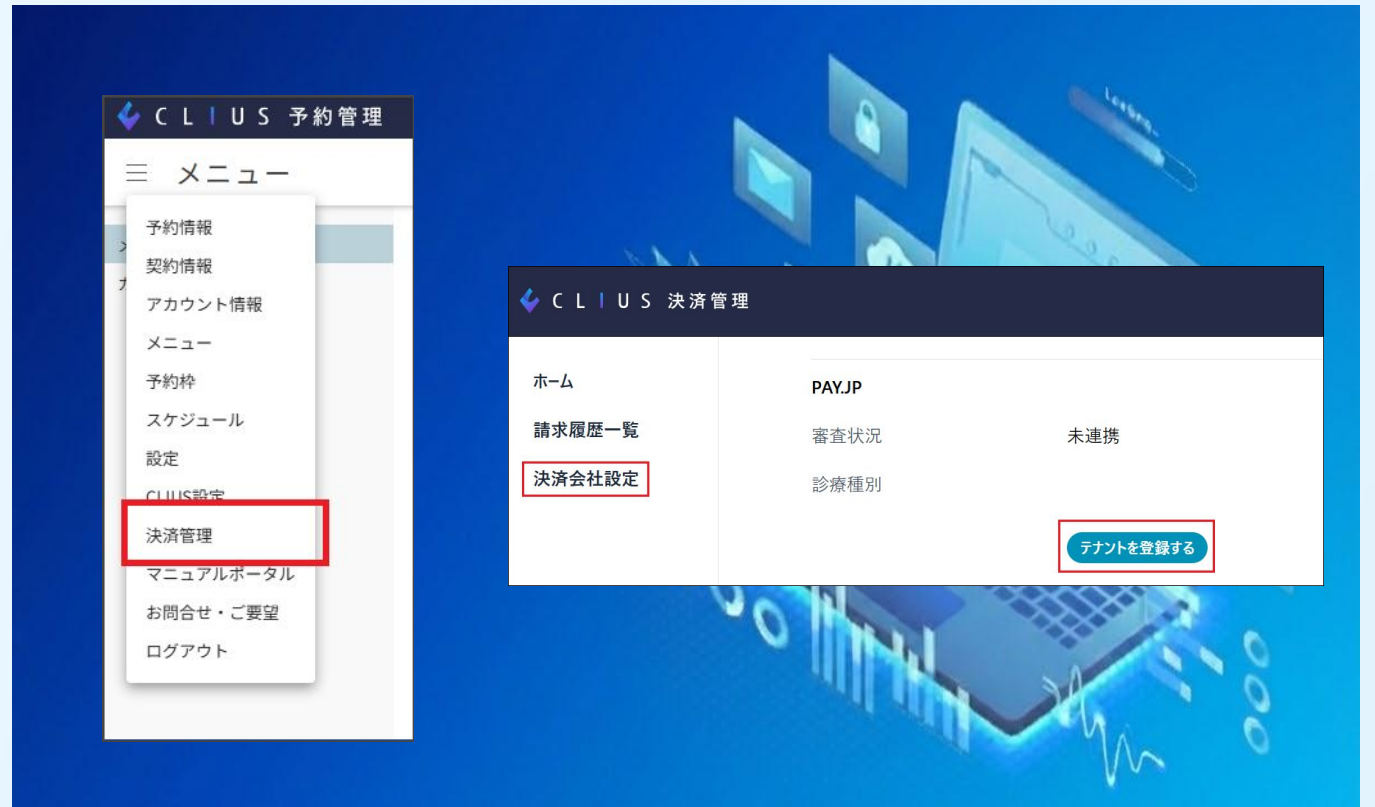 CLIUS 予約管理
メニュー
予約情報
契約情報
アカウント情報
メニュー
予約枠
スケジュール
設定
CLIUS設定
決済管理
マニュアルポータル
お問合せ・ご要望
ログアウト
CLIUS 決済管理
ホーム
請求履歴一覧
決済会社設定
PAY.JP
審査状況 未連携
診療種別
テナントを登録する
Loading..